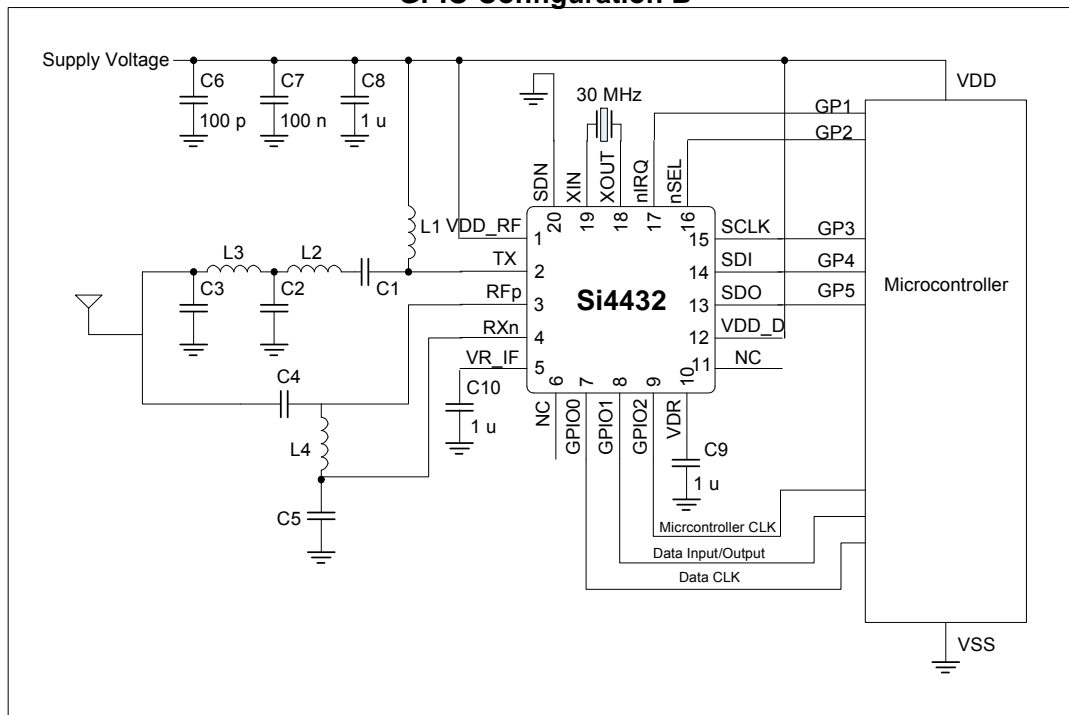 GPIO Configuration B
Supply Voltage
C6
100 p
C7
100 n
C8
1 u
30 MHz
VDD
GP1
GP2
SDN
XIN
XOUT
nIRQ
nSEL
20
19
18
17
16
L1
VDD_RF
1
TX
2
RFp
3
RXn
4
VR_IF
5
Si4432
15
SCLK
GP3
14
SDI
GP4
13
SDO
GP5
12
VDD_D
11
NC
Microcontroller
L3
L2
C3
C2
C1
C4
L4
C5
C10
1 u
6
7
8
9
10
NC
GPIO0
GPIO1
GPIO2
VDR
C9
1 u
Micrcontroller CLK
Data Input/Output
Data CLK
VSS